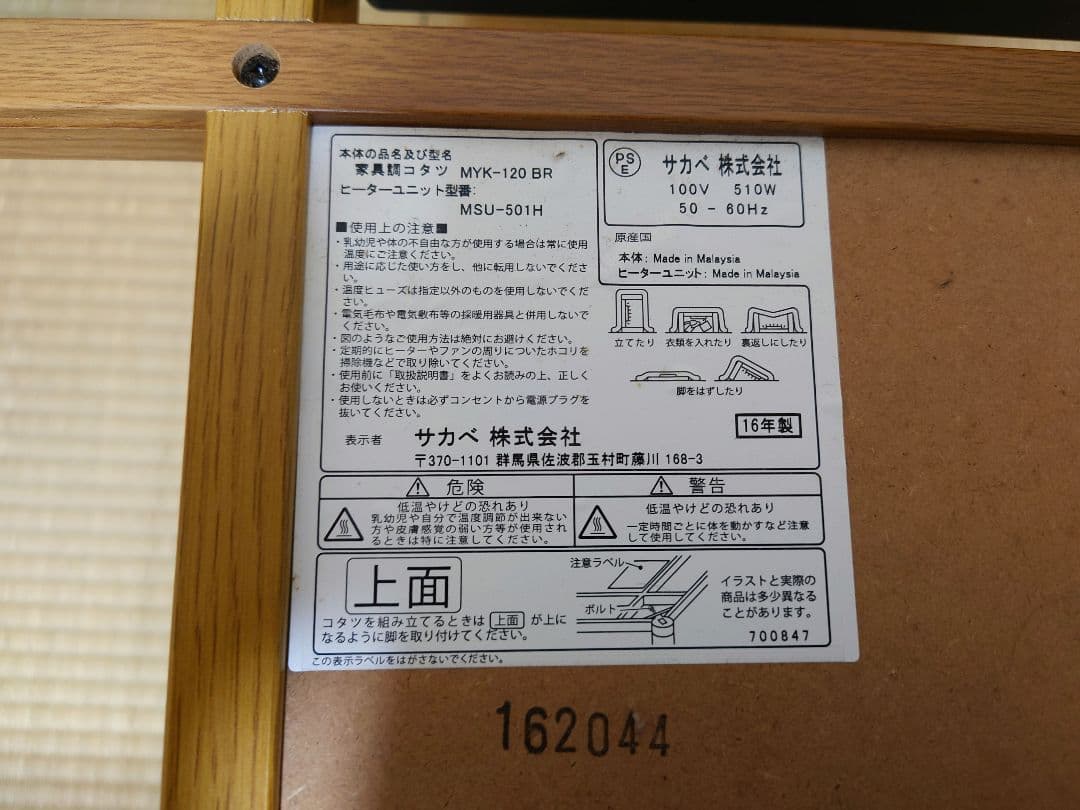 本体の品名及び型名
家具調コタツ MYK-120 BR
ヒーターユニット型番:
MSU-501H
■使用上の注意■
・乳幼児や体の不自由な方が使用する場合は常に使用
温度にご注意ください。
・用途に応じた使い方をし、他に転用しないでくださ
い。
・温度ヒューズは指定以外のものを使用しないでくだ
さい。
・電気毛布や電気敷布等の採暖用器具と併用しないで
ください。
・図のようなご使用方法は絶対にお避けください。
・定期的にヒーターやファンの周りについたホコリを
掃除機などで取り除いてください。
・使用前に「取扱説明書」をよくお読みの上、正しく
お使いください。
・使用しないときは必ずコンセントから電源プラグを
抜いてください。
PS
E
サカベ 株式会社
100V 510W
50 - 60Hz
原産国
本体: Made in Malaysia
ヒーターユニット: Made in Malaysia
立てたり 衣類を入れたり 裏返しにしたり
脚をはずしたり
16年製
表示者 サカベ 株式会社
〒370-1101 群馬県佐波郡玉村町藤川 168-3
危険
低温やけどの恐れあり
乳幼児や自分で温度調節が出来ない
方や皮膚感覚の弱い方等が使用され
るときは特に注意してください。
警告
低温やけどの恐れあり
一定時間ごとに体を動かすなど注意
して使用してください。
上面
コタツを組み立てるときは 上面 が上に
なるように脚を取り付けてください。
注意ラベル
ボルト
イラストと実際の
商品は多少異なる
ことがあります。
700847
この表示ラベルをはがさないでください。
162044